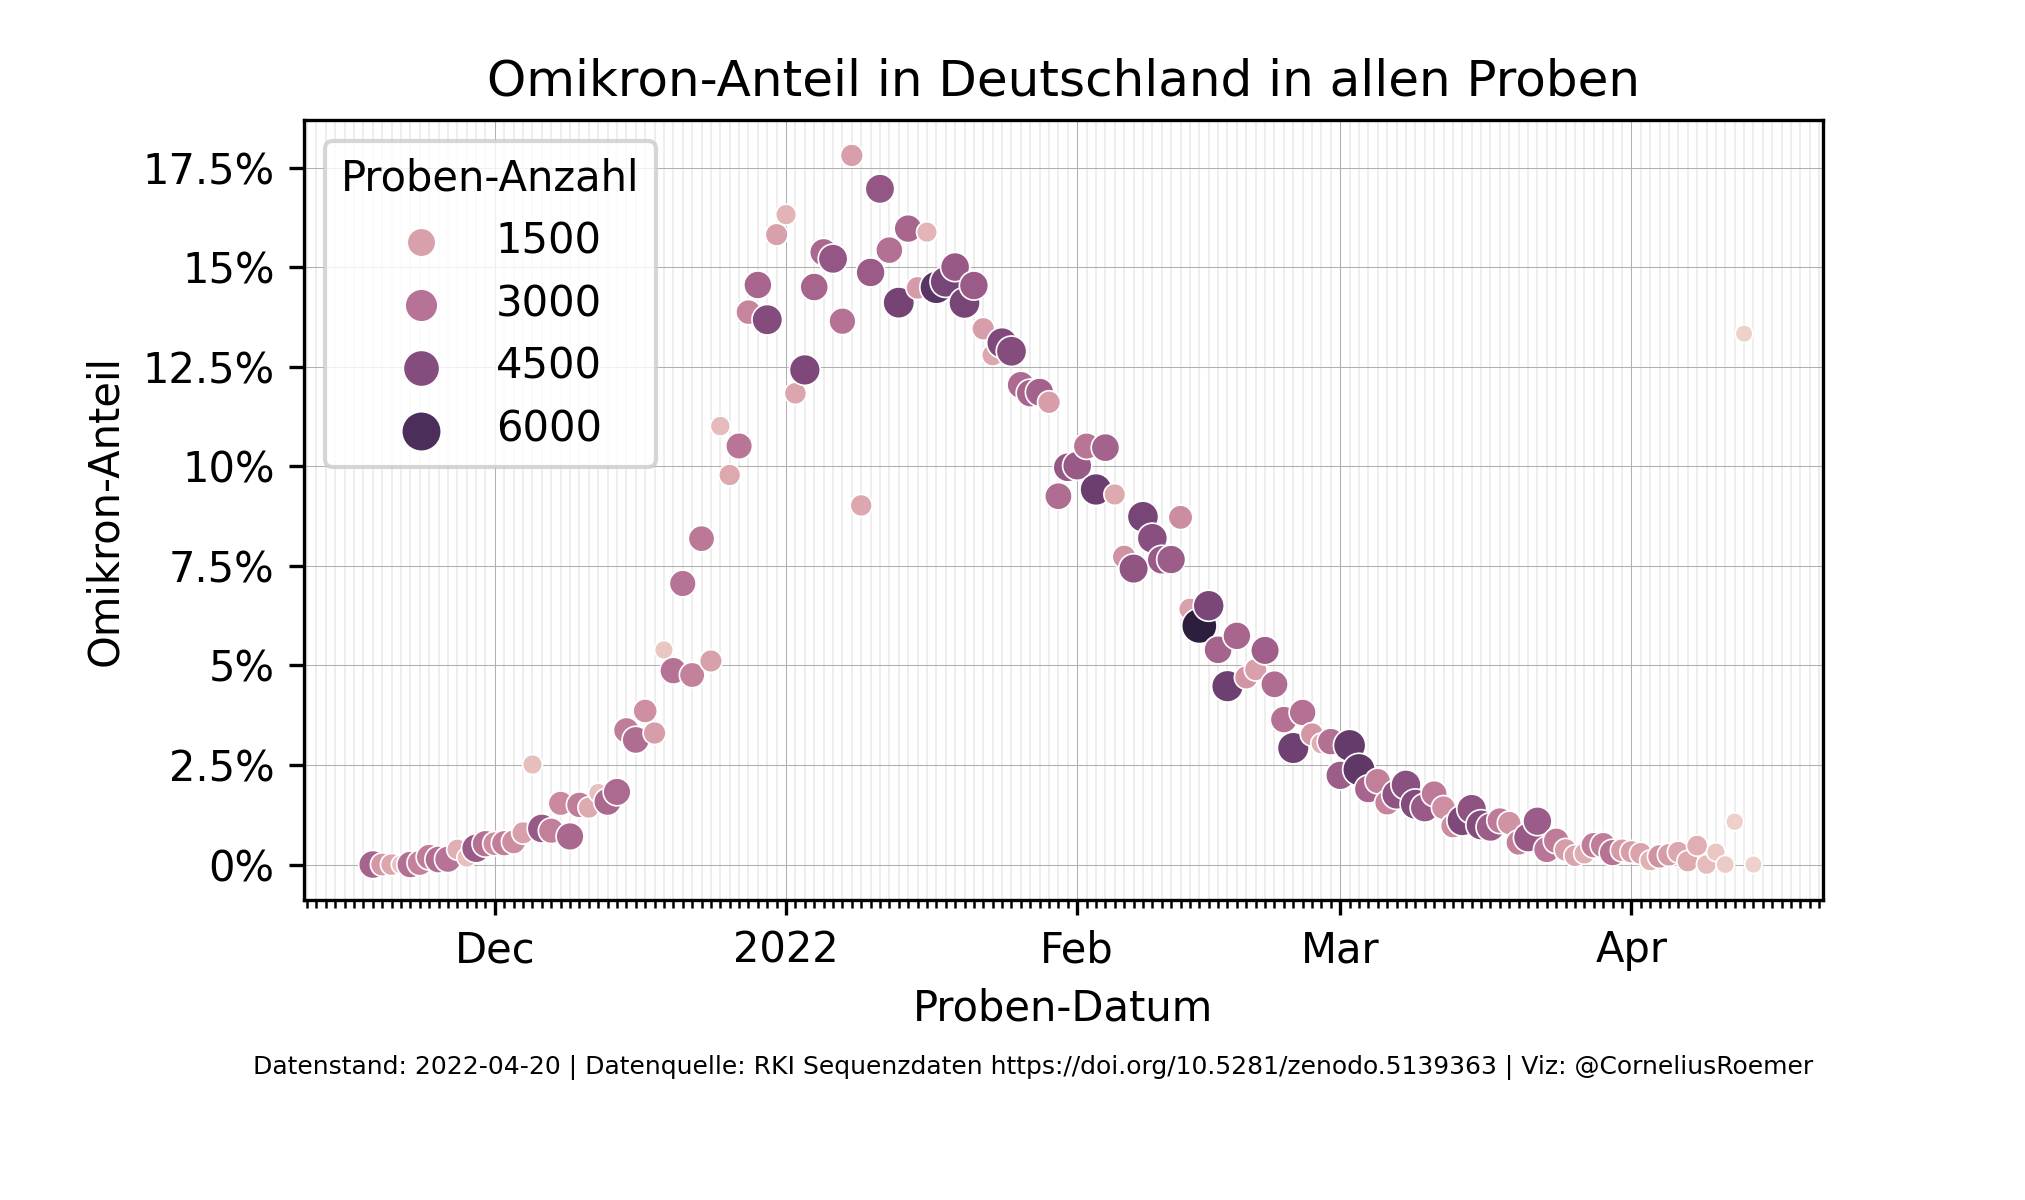 Omikron-Anteil in Deutschland in allen Proben
Proben-Anzahl
1500
3000
4500
6000
Omikron-Anteil
17.5%
15%
12.5%
10%
7.5%
5%
2.5%
0%
Dec 2022 Feb Mar Apr
Proben-Datum
Datenstand: 2022-04-20 | Datenquelle: RKI Sequenzdaten https://doi.org/10.5281/zenodo.5139363 | Viz: @CorneliusRoemer